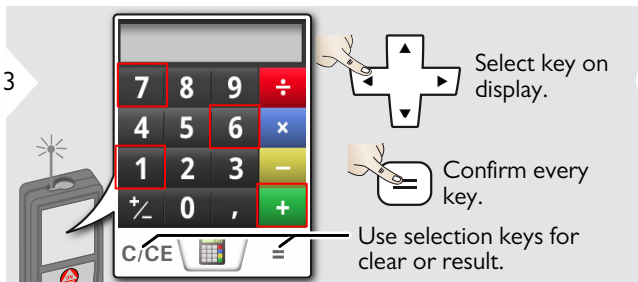 3
7 8 9 ÷
4 5 6 ×
1 2 3 −
+/− 0 , +
C/CE =
Select key on
display.
=
Confirm every
key.
Use selection keys for
clear or result.